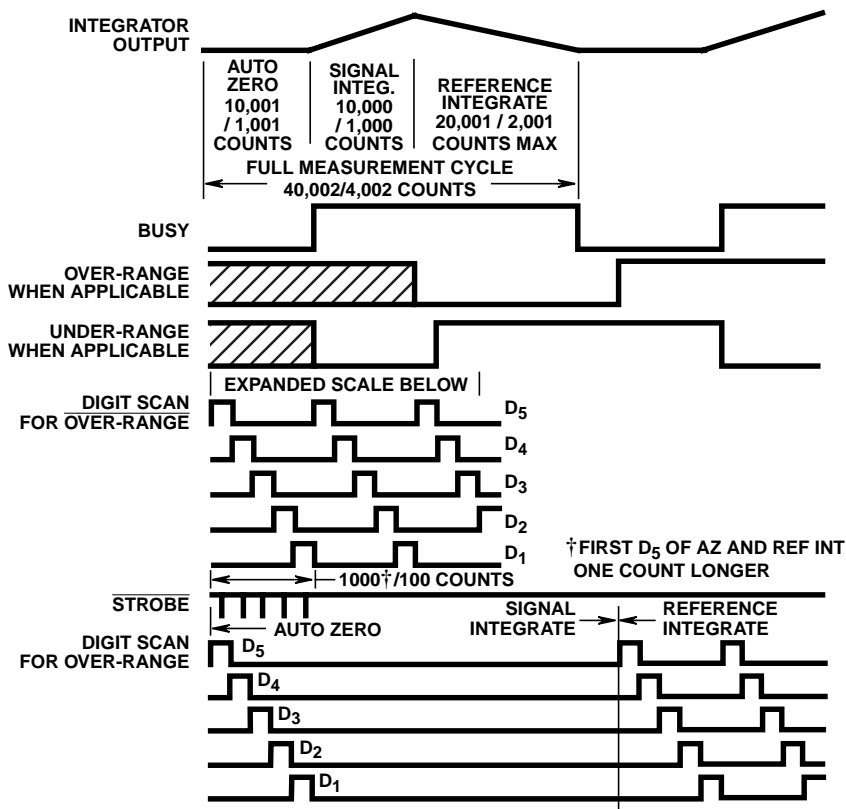 INTEGRATOR
OUTPUT
AUTO
ZERO
10,001
/ 1,001
COUNTS
SIGNAL
INTEG.
10,000
/ 1,000
COUNTS
REFERENCE
INTEGRATE
20,001 / 2,001
COUNTS MAX
FULL MEASUREMENT CYCLE
40,002/4,002 COUNTS
BUSY
OVER-RANGE
WHEN APPLICABLE
UNDER-RANGE
WHEN APPLICABLE
EXPANDED SCALE BELOW
DIGIT SCAN
FOR OVER-RANGE
D5
D4
D3
D2
D1
†FIRST D5 OF AZ AND REF INT
ONE COUNT LONGER
1000†/100 COUNTS
STROBE
AUTO ZERO
SIGNAL
INTEGRATE
REFERENCE
INTEGRATE
DIGIT SCAN
FOR OVER-RANGE
D5
D4
D3
D2
D1